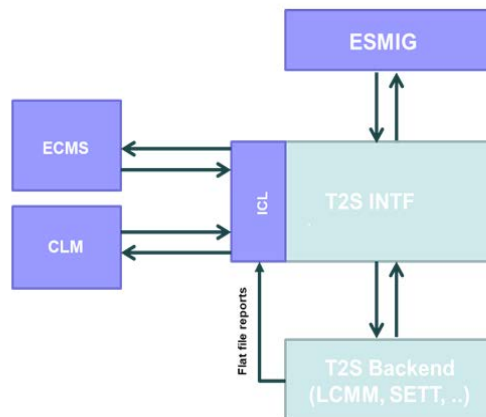 ESMIG
ECMS
ICL
T2S INTF
CLM
Flat file reports
T2S Backend
(LCMM, SETT, ..)